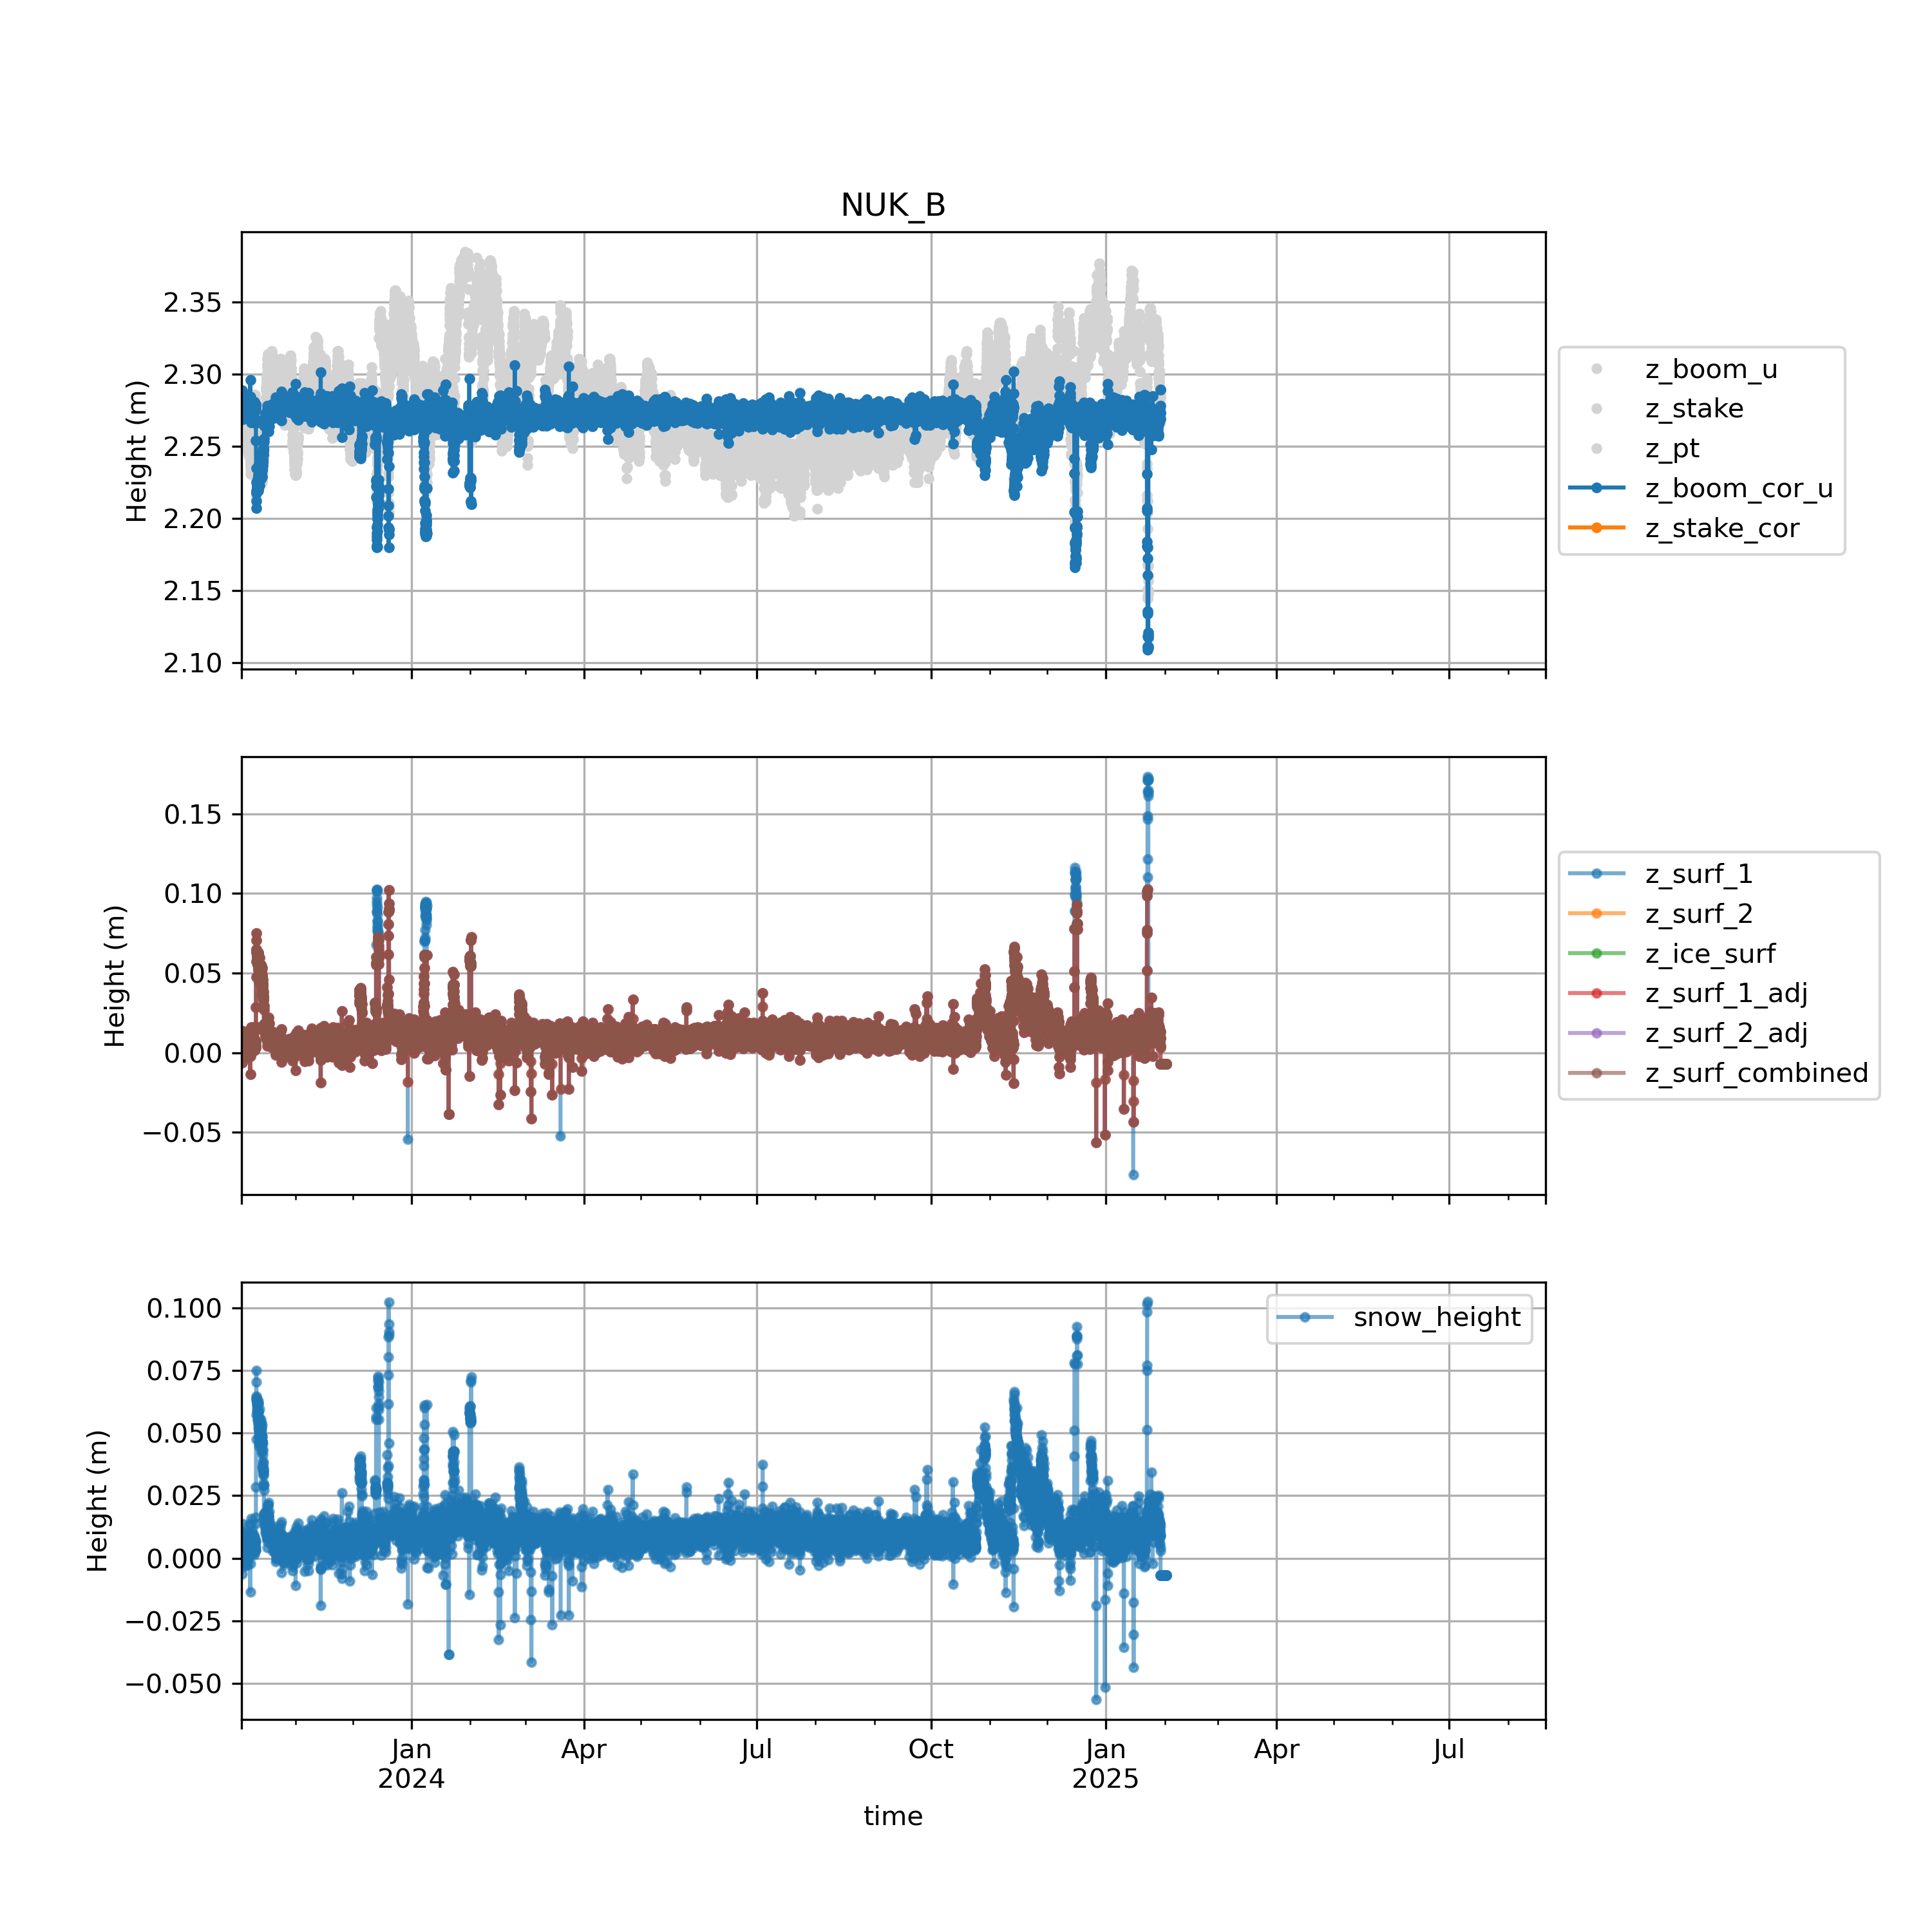 NUK_B
Height (m)
2.35
2.30
2.25
2.20
2.15
2.10
z_boom_u
z_stake
z_pt
z_boom_cor_u
z_stake_cor
Height (m)
0.15
0.10
0.05
0.00
−0.05
z_surf_1
z_surf_2
z_ice_surf
z_surf_1_adj
z_surf_2_adj
z_surf_combined
Height (m)
0.100
0.075
0.050
0.025
0.000
−0.025
−0.050
snow_height
Jan Apr Jul Oct Jan Apr Jul
2024 2025
time